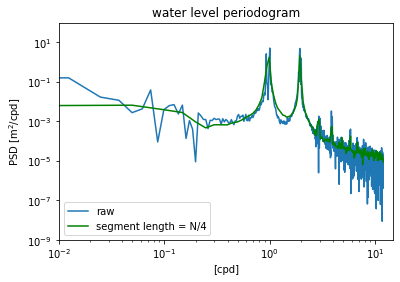 water level periodogram
PSD [m²/cpd]
10¹
10⁻¹
10⁻³
10⁻⁵
10⁻⁷
10⁻⁹
raw
segment length = N/4
10⁻² 10⁻¹ 10⁰ 10¹
[cpd]